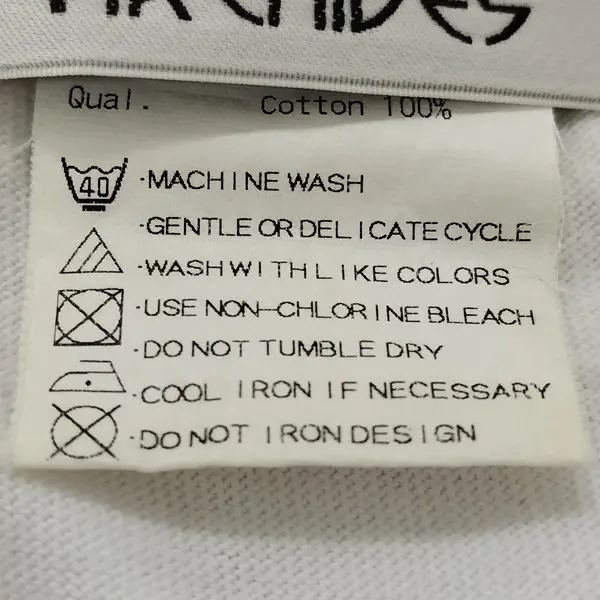 Qual. Cotton 100%
40 ·MACHINE WASH
·GENTLE OR DELICATE CYCLE
·WASH WITH LIKE COLORS
·USE NON-CHLORINE BLEACH
·DO NOT TUMBLE DRY
·COOL IRON IF NECESSARY
·DO NOT IRON DESIGN